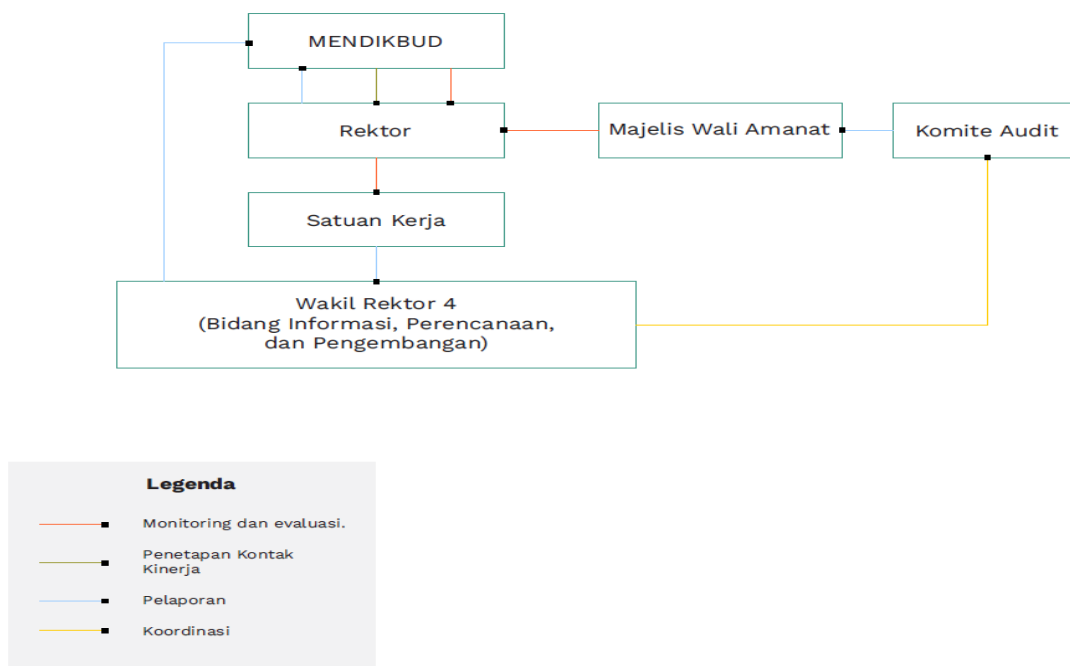 MENDIKBUD
Rektor
Majelis Wali Amanat
Komite Audit
Satuan Kerja
Wakil Rektor 4
(Bidang Informasi, Perencanaan,
dan Pengembangan)
Legenda
Monitoring dan evaluasi.
Penetapan Kontak
Kinerja
Pelaporan
Koordinasi